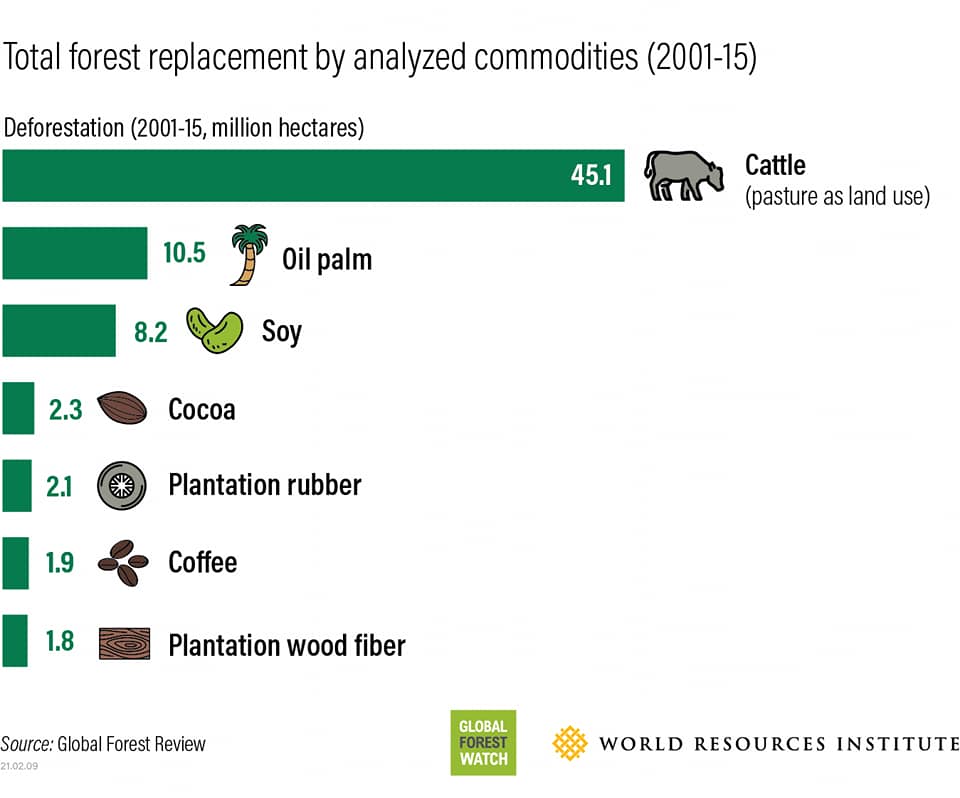 Total forest replacement by analyzed commodities (2001-15)
Deforestation (2001-15, million hectares)
45.1
Cattle
(pasture as land use)
10.5
Oil palm
8.2
Soy
2.3
Cocoa
2.1
Plantation rubber
1.9
Coffee
1.8
Plantation wood fiber
Source: Global Forest Review
21.02.09
GLOBAL
FOREST
WATCH
WORLD RESOURCES INSTITUTE